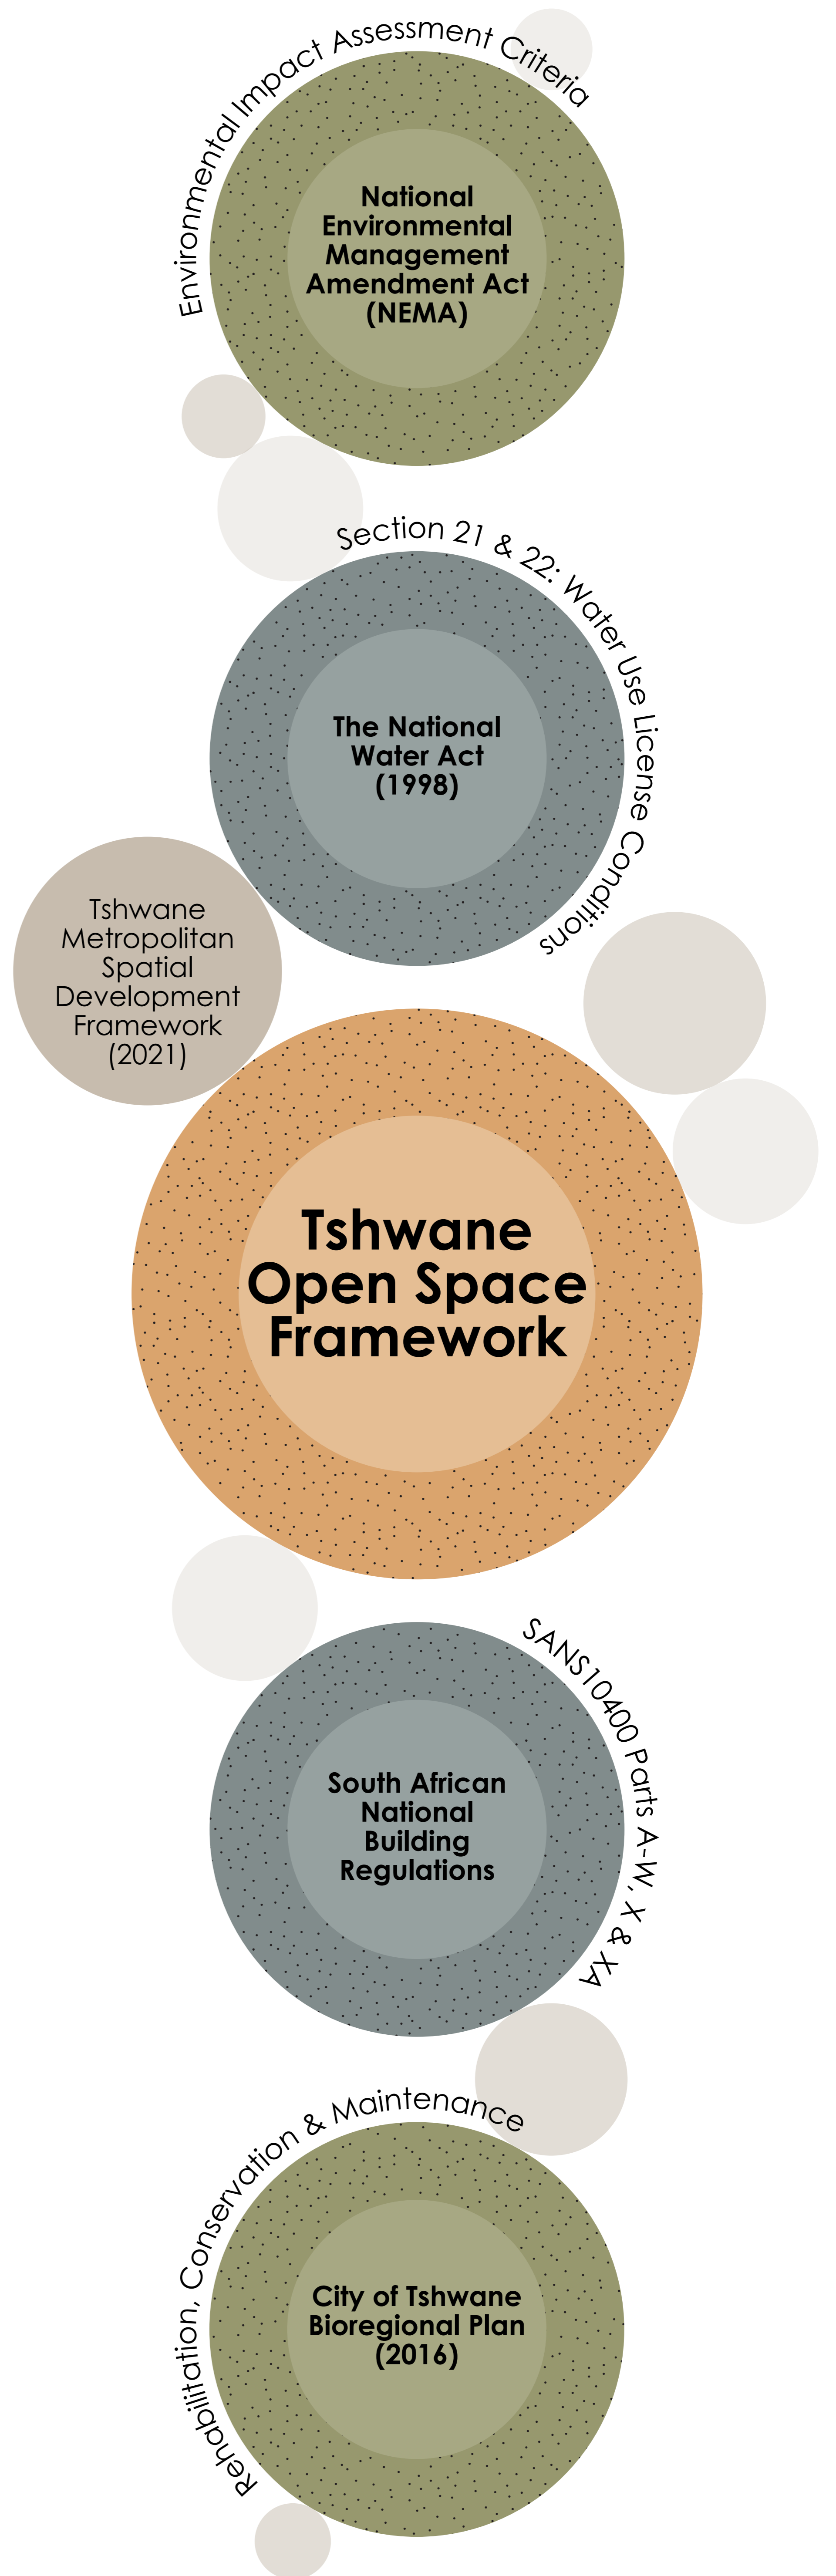 Environmental Impact Assessment Criteria
National
Environmental
Management
Amendment Act
(NEMA)
Section 21 & 22: Water Use License Conditions
The National
Water Act
(1998)
Tshwane
Metropolitan
Spatial
Development
Framework
(2021)
Tshwane
Open Space
Framework
SANS10400 Parts A-W, X & XA
South African
National
Building
Regulations
Rehabilitation, Conservation & Maintenance
City of Tshwane
Bioregional Plan
(2016)